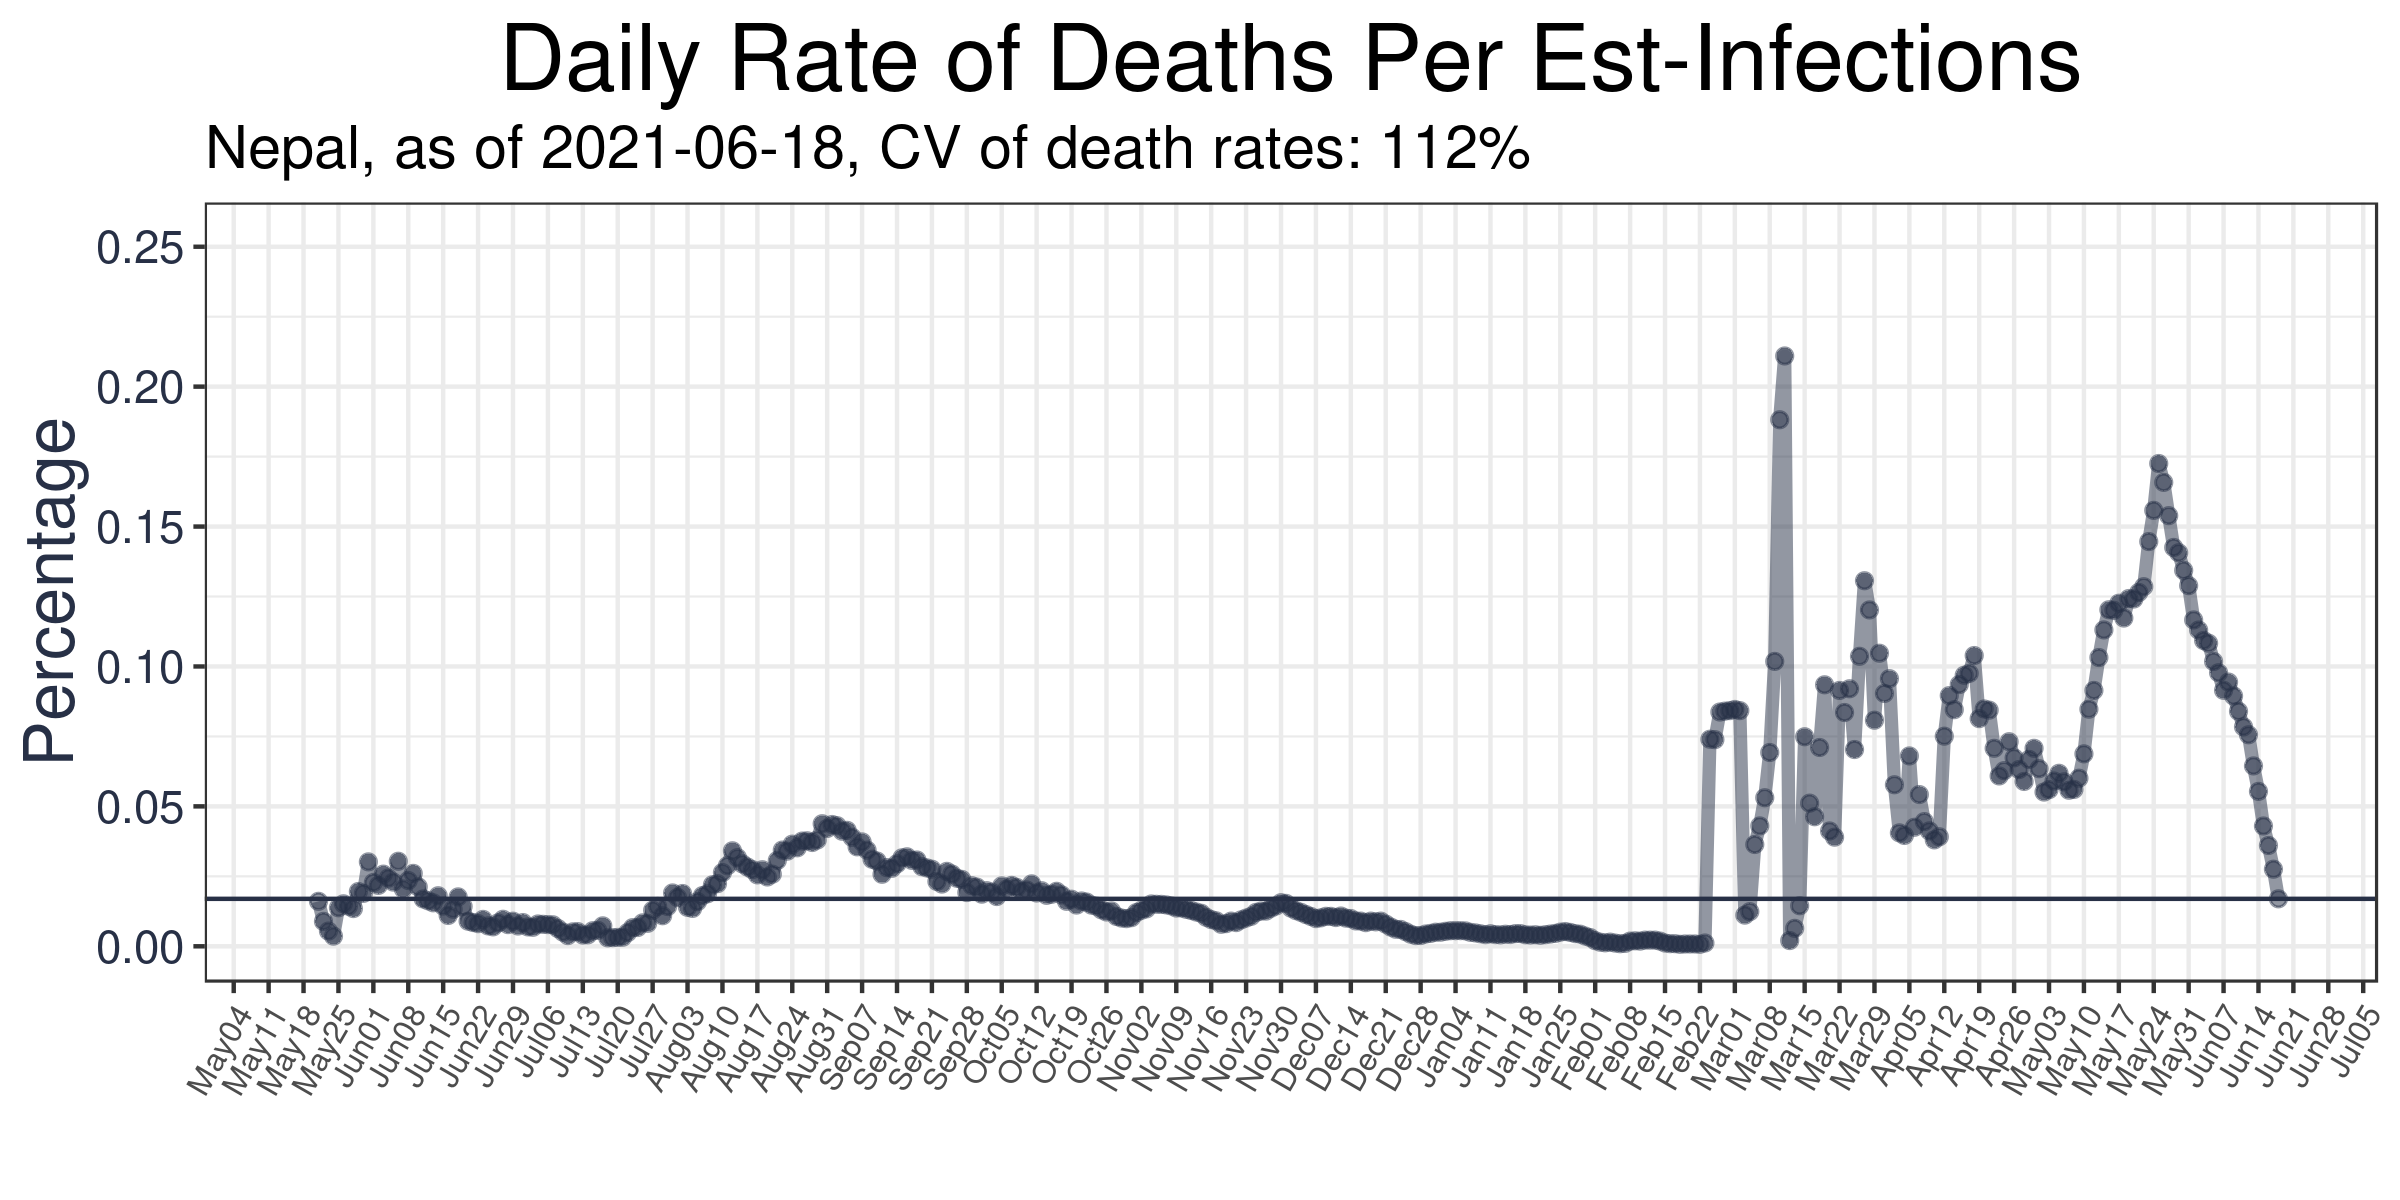 Daily Rate of Deaths Per Est-Infections
Nepal, as of 2021-06-18, CV of death rates: 112%
Percentage
0.25
0.20
0.15
0.10
0.05
0.00
May04
May11
May18
May25
Jun01
Jun08
Jun15
Jun22
Jun29
Jul06
Jul13
Jul20
Jul27
Aug03
Aug10
Aug17
Aug24
Aug31
Sep07
Sep14
Sep21
Sep28
Oct05
Oct12
Oct19
Oct26
Nov02
Nov09
Nov16
Nov23
Nov30
Dec07
Dec14
Dec21
Dec28
Jan04
Jan11
Jan18
Jan25
Feb01
Feb08
Feb15
Feb22
Mar01
Mar08
Mar15
Mar22
Mar29
Apr05
Apr12
Apr19
Apr26
May03
May10
May17
May24
May31
Jun07
Jun14
Jun21
Jun28
Jul05